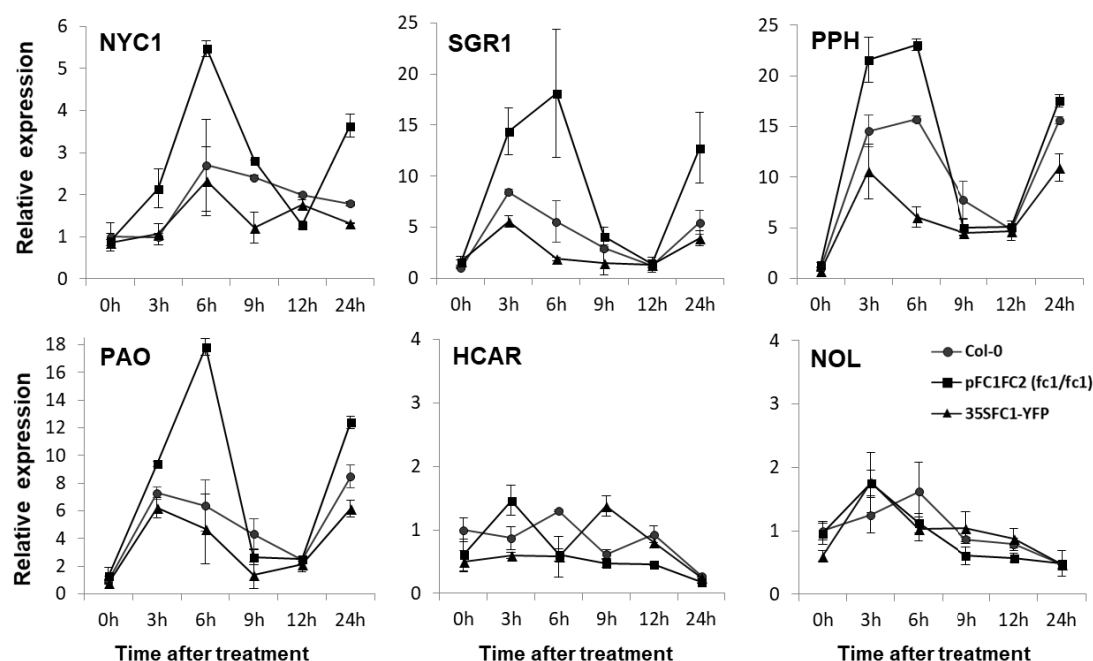 NYC1
SGR1
PPH
Relative expression
6
5
4
3
2
1
0
25
20
15
10
5
0
25
20
15
10
5
0
0h 3h 6h 9h 12h 24h
0h 3h 6h 9h 12h 24h
0h 3h 6h 9h 12h 24h
PAO
HCAR
NOL
Relative expression
18
16
14
12
10
8
6
4
2
0
4
3
2
1
0
4
3
2
1
0
Col-0
pFC1FC2 (fc1/fc1)
35SFC1-YFP
0h 3h 6h 9h 12h 24h
0h 3h 6h 9h 12h 24h
0h 3h 6h 9h 12h 24h
Time after treatment
Time after treatment
Time after treatment